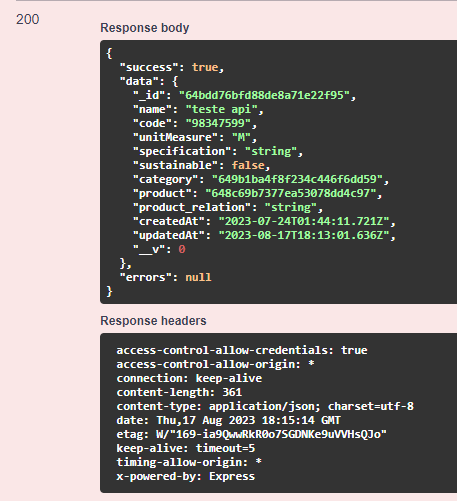 200
Response body
{
  "success": true,
  "data": {
    "_id": "64bdd76bfd88de8a71e22f95",
    "name": "teste api",
    "code": "98347599",
    "unitMeasure": "M",
    "specification": "string",
    "sustainable": false,
    "category": "649b1ba4f8f234c446f6dd59",
    "product": "648c69b7377ea53078dd4c97",
    "product_relation": "string",
    "createdAt": "2023-07-24T01:44:11.721Z",
    "updatedAt": "2023-08-17T18:13:01.636Z",
    "__v": 0
  },
  "errors": null
}
Response headers
access-control-allow-credentials: true
access-control-allow-origin: *
connection: keep-alive
content-length: 361
content-type: application/json; charset=utf-8
date: Thu,17 Aug 2023 18:15:14 GMT
etag: W/"169-ia9QwwRkR0o7SGDNKe9uVVHsQJo"
keep-alive: timeout=5
timing-allow-origin: *
x-powered-by: Express